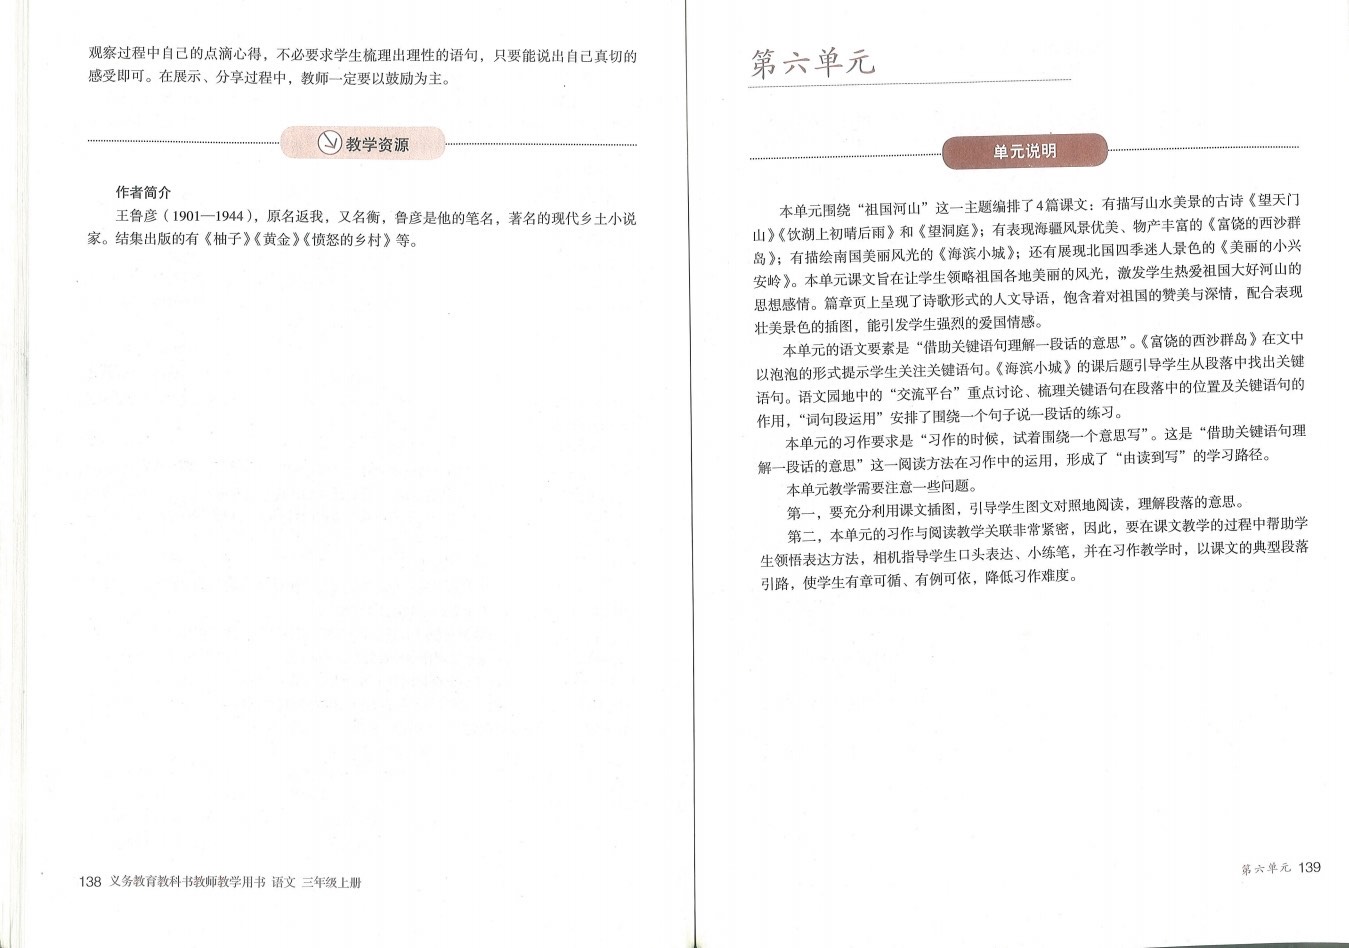 观察过程中自己的点滴心得，不必要求学生梳理出理性的语句，只要能说出自己真切的
感受即可。在展示、分享过程中，教师一定要以鼓励为主。
教学资源
作者简介
王鲁彦（1901—1944），原名返我，又名衡，鲁彦是他的笔名，著名的现代乡土小说
家。结集出版的有《柚子》《黄金》《愤怒的乡村》等。
138 义务教育教科书教师教学用书 语文 三年级上册
第六单元
单元说明
本单元围绕“祖国河山”这一主题编排了4篇课文：有描写山水美景的古诗《望天门
山》《饮湖上初晴后雨》和《望洞庭》；有表现海疆风景优美、物产丰富的《富饶的西沙群
岛》；有描绘南国美丽风光的《海滨小城》；还有展现北国四季迷人景色的《美丽的小兴
安岭》。本单元课文旨在让学生领略祖国各地美丽的风光，激发学生热爱祖国大好河山的
思想感情。篇章页上呈现了诗歌形式的人文导语，饱含着对祖国的赞美与深情，配合表现
壮美景色的插图，能引发学生强烈的爱国情感。
本单元的语文要素是“借助关键语句理解一段话的意思”。《富饶的西沙群岛》在文中
以泡泡的形式提示学生关注关键语句。《海滨小城》的课后题引导学生从段落中找出关键
语句。语文园地中的“交流平台”重点讨论、梳理关键语句在段落中的位置及关键语句的
作用，“词句段运用”安排了围绕一个句子说一段话的练习。
本单元的习作要求是“习作的时候，试着围绕一个意思写”。这是“借助关键语句理
解一段话的意思”这一阅读方法在习作中的运用，形成了“由读到写”的学习路径。
本单元教学需要注意一些问题。
第一，要充分利用课文插图，引导学生图文对照地阅读，理解段落的意思。
第二，本单元的习作与阅读教学关联非常紧密，因此，要在课文教学的过程中帮助学
生领悟表达方法，相机指导学生口头表达、小练笔，并在习作教学时，以课文的典型段落
引路，使学生有章可循、有例可依，降低习作难度。
第六单元 139